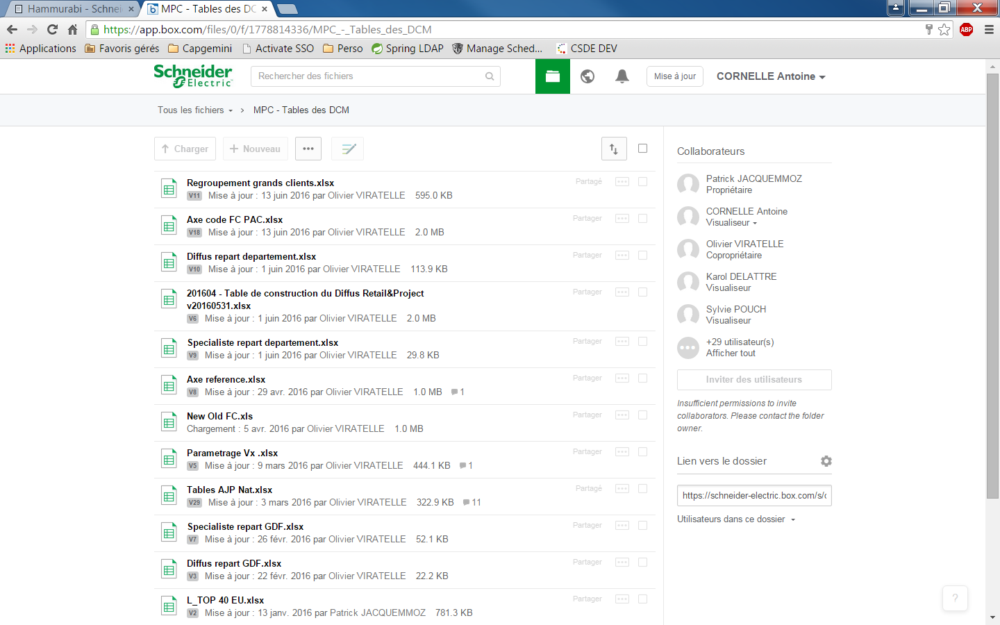 Hammurabi - Schnei
MPC - Tables des DC
https://app.box.com/files/0/f/1778814336/MPC_-_Tables_des_DCM
ABP
Applications
Favoris gérés
Capgemini
Activate SSO
Perso
Spring LDAP
Manage Sched...
CSDE DEV
Schneider
Electric
Rechercher des fichiers
Mise à jour
CORNELLE Antoine
Tous les fichiers
MPC - Tables des DCM
Charger
Nouveau
Regroupement grands clients.xlsx
Partagé
V11 Mise à jour : 13 juin 2016 par Olivier VIRATELLE 595.0 KB
Axe code FC PAC.xlsx
Partager
V18 Mise à jour : 13 juin 2016 par Olivier VIRATELLE 2.0 MB
Diffus repart departement.xlsx
Partager
V10 Mise à jour : 1 juin 2016 par Olivier VIRATELLE 113.9 KB
201604 - Table de construction du Diffus Retail&Project
v20160531.xlsx
Partager
V6 Mise à jour : 1 juin 2016 par Olivier VIRATELLE 2.0 MB
Specialiste repart departement.xlsx
Partager
V9 Mise à jour : 1 juin 2016 par Olivier VIRATELLE 29.8 KB
Axe reference.xlsx
Partager
V8 Mise à jour : 29 avr. 2016 par Olivier VIRATELLE 1.0 MB 1
New Old FC.xls
Partager
Chargement : 5 avr. 2016 par Olivier VIRATELLE 1.0 MB
Parametrage Vx .xlsx
Partager
V5 Mise à jour : 9 mars 2016 par Olivier VIRATELLE 444.1 KB 1
Tables AJP Nat.xlsx
Partagé
V29 Mise à jour : 3 mars 2016 par Olivier VIRATELLE 322.9 KB 11
Specialiste repart GDF.xlsx
Partager
V7 Mise à jour : 26 févr. 2016 par Olivier VIRATELLE 52.1 KB
Diffus repart GDF.xlsx
Partager
V3 Mise à jour : 22 févr. 2016 par Olivier VIRATELLE 22.2 KB
L_TOP 40 EU.xlsx
Partager
V2 Mise à jour : 13 janv. 2016 par Patrick JACQUEMMOZ 781.3 KB
Collaborateurs
Patrick JACQUEMMOZ
Propriétaire
CORNELLE Antoine
Visualiseur
Olivier VIRATELLE
Copropriétaire
Karol DELATTRE
Visualiseur
Sylvie POUCH
Visualiseur
+29 utilisateur(s)
Afficher tout
Inviter des utilisateurs
Insufficient permissions to invite
collaborators. Please contact the folder
owner.
Lien vers le dossier
https://schneider-electric.box.com/s/c
Utilisateurs dans ce dossier
?